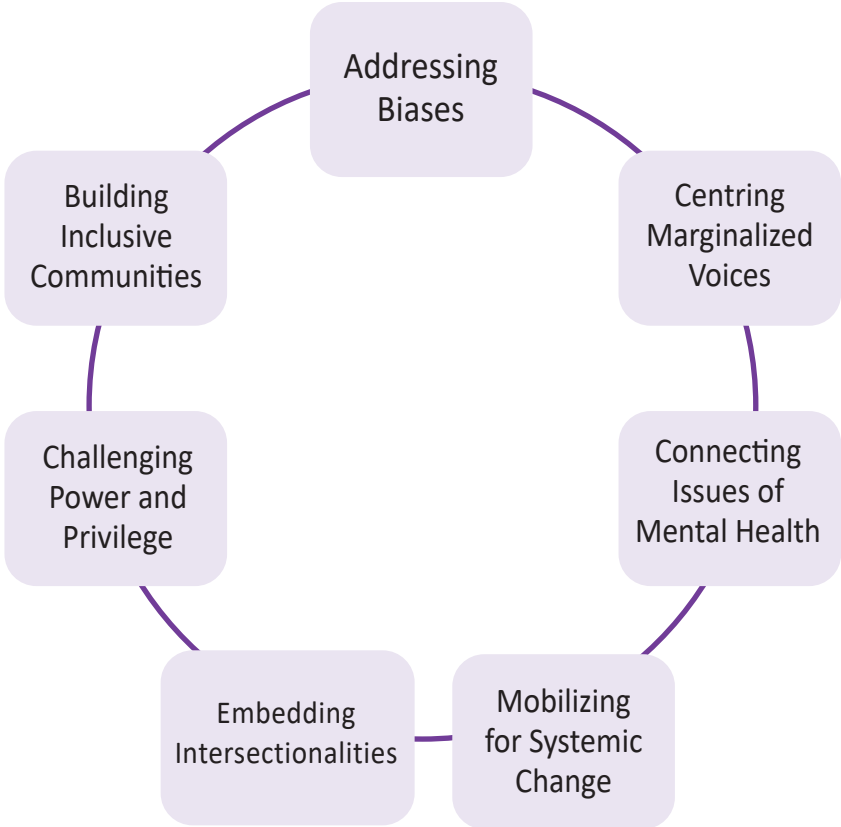 Addressing
Biases
Centring
Marginalized
Voices
Connecting
Issues of
Mental Health
Mobilizing
for Systemic
Change
Embedding
Intersectionalities
Challenging
Power and
Privilege
Building
Inclusive
Communities